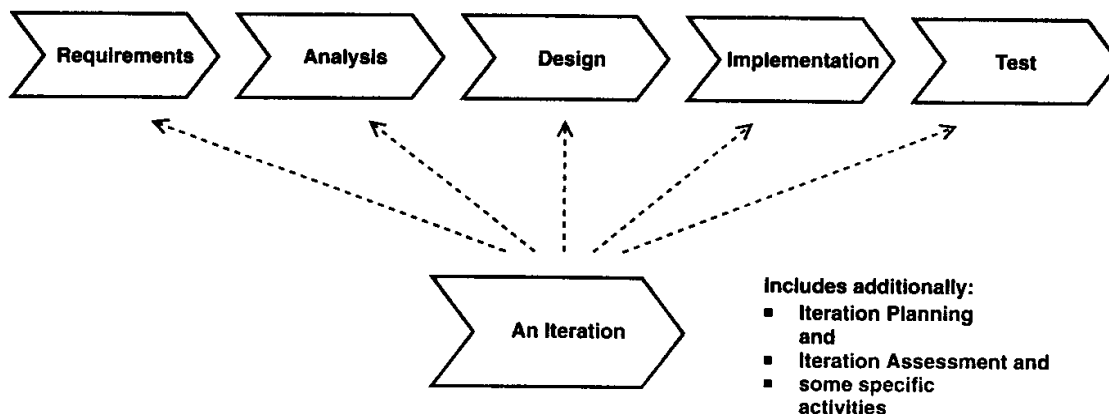 Requirements
Analysis
Design
Implementation
Test
An Iteration
Includes additionally:
▪ Iteration Planning
and
▪ Iteration Assessment and
▪ some specific
activities